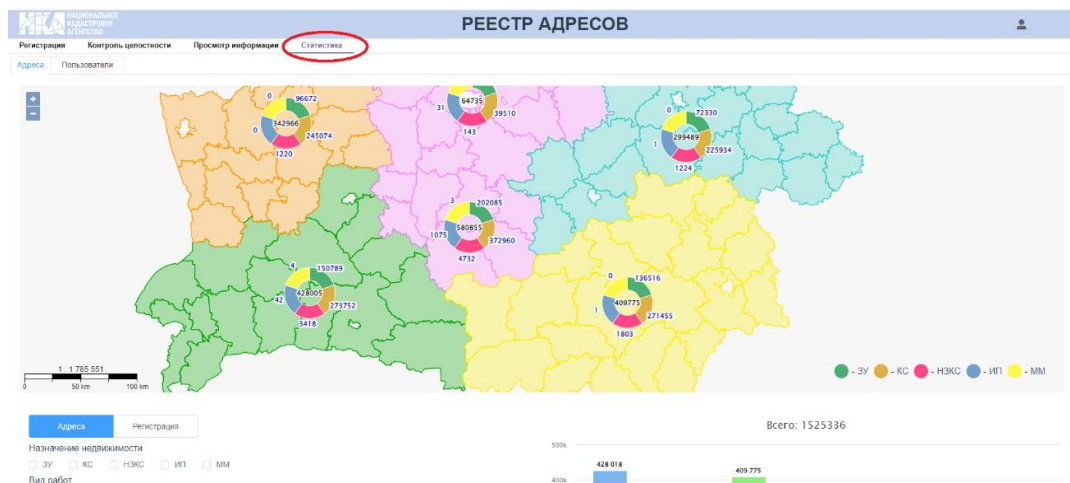 НКА НАЦИОНАЛЬНОЕ КАДАСТРОВОЕ АГЕНТСТВО
РЕЕСТР АДРЕСОВ
Регистрация Контроль целостности Просмотр информации Статистика
Адреса Пользователи
+
-
0 96672
342966
0 245074
1220
64735
31 39510
143
0 72330
299489
1 225934
1224
3 202085
580855
1075 372960
4732
4 150789
428005
42 273752
3418
0 136516
409775
1 271455
1803
1 : 1 785 551
0 50 km 100 km
- ЗУ - КС - НЗКС - ИП - ММ
Адреса Регистрация
Всего: 1525336
Назначение недвижимости
ЗУ КС НЗКС ИП ММ
Вид работ
500k
428 018
409 775
400k